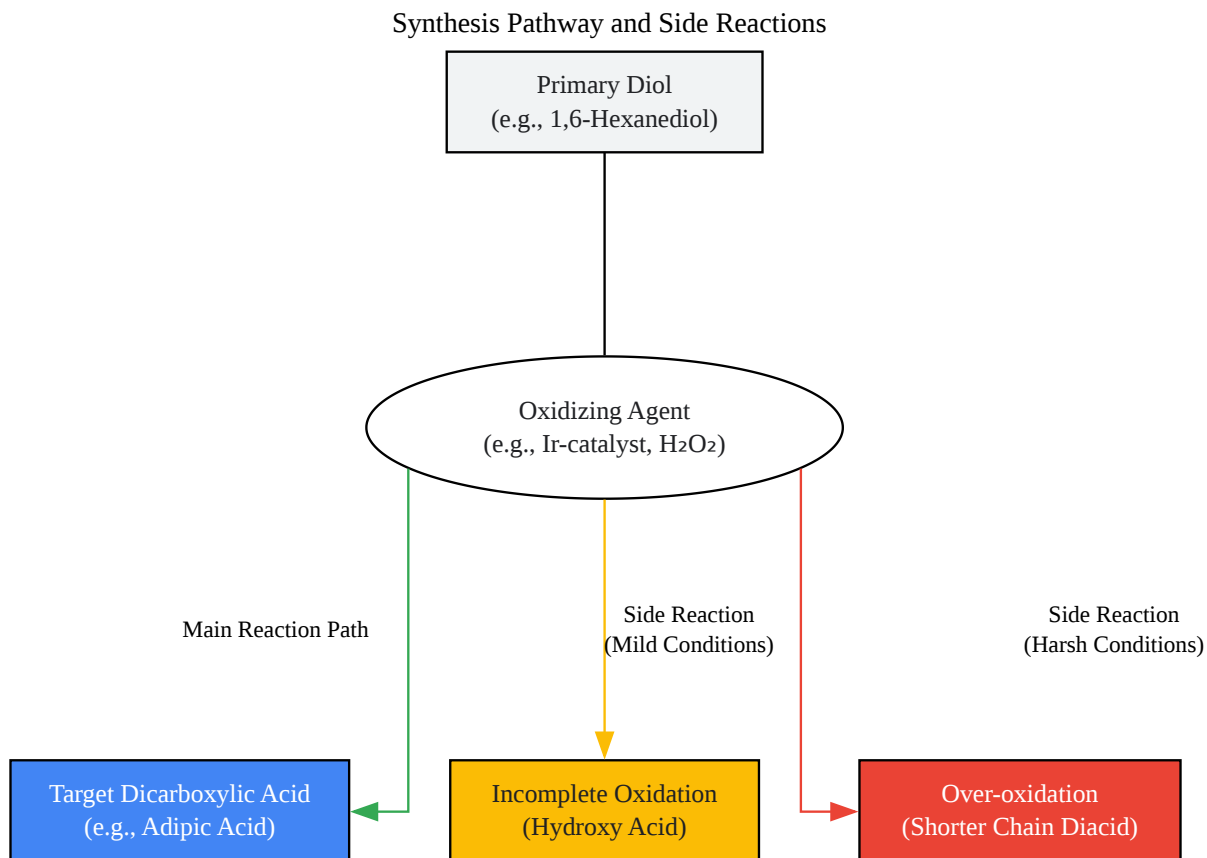 Synthesis Pathway and Side Reactions
Primary Diol
(e.g., 1,6-Hexanediol)
Oxidizing Agent
(e.g., Ir-catalyst, H₂O₂)
Main Reaction Path
Side Reaction
(Mild Conditions)
Side Reaction
(Harsh Conditions)
Target Dicarboxylic Acid
(e.g., Adipic Acid)
Incomplete Oxidation
(Hydroxy Acid)
Over-oxidation
(Shorter Chain Diacid)